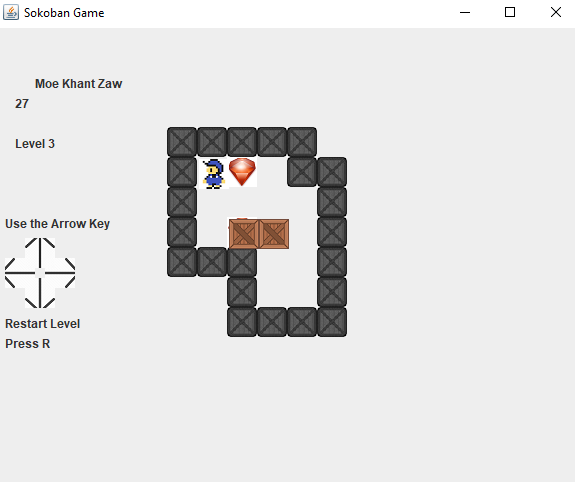 Sokoban Game
Moe Khant Zaw
27
Level 3
Use the Arrow Key
Restart Level
Press R